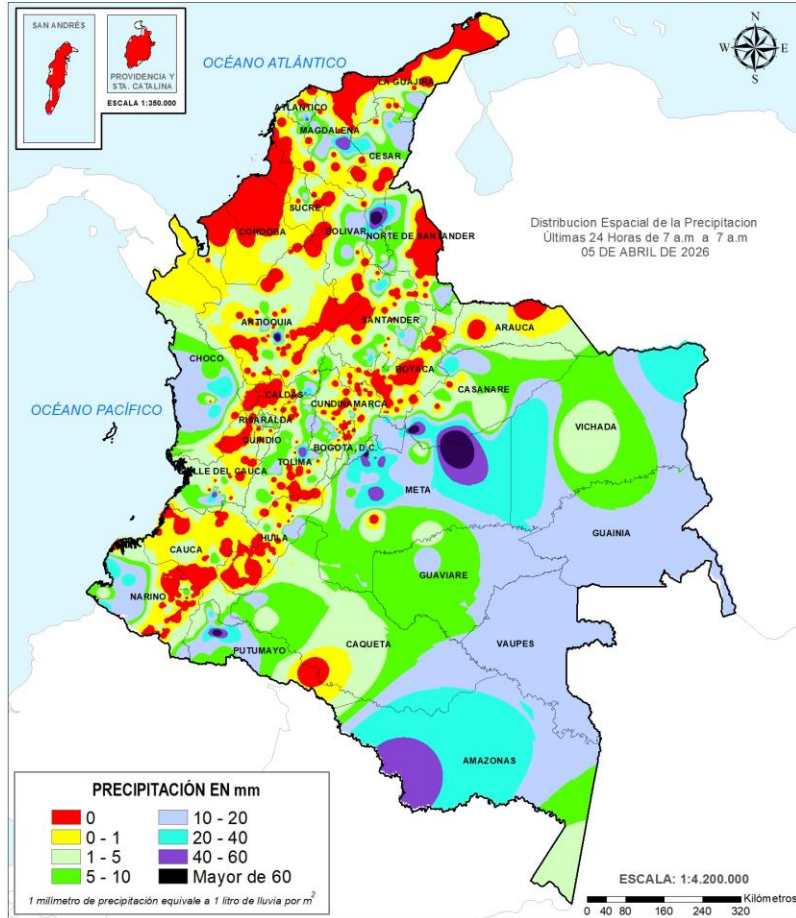 SAN ANDRÉS
PROVIDENCIA Y
STA. CATALINA
ESCALA 1:350.000
OCÉANO ATLÁNTICO
N
W E
S
LA GUAJIRA
ATLANTICO
MAGDALENA
CESAR
SUCRE
CORDOBA
BOLIVAR
NORTE DE SANTANDER
Distribucion Espacial de la Precipitacion
Últimas 24 Horas de 7 a.m a 7 a.m
05 DE ABRIL DE 2026
ANTIOQUIA
SANTANDER
ARAUCA
CHOCO
BOYACA
CASANARE
OCÉANO PACÍFICO
CALDAS
CUNDINAMARCA
VICHADA
RISARALDA
QUINDIO
BOGOTA, D.C.
TOLIMA
VALLE DEL CAUCA
META
GUAINIA
HUILA
CAUCA
GUAVIARE
NARIÑO
CAQUETA
VAUPES
PUTUMAYO
AMAZONAS
PRECIPITACIÓN EN mm
0
0 - 1
1 - 5
5 - 10
10 - 20
20 - 40
40 - 60
Mayor de 60
1 milímetro de precipitación equivale a 1 litro de lluvia por m2
ESCALA: 1:4.200.000
Kilómetros
0 40 80 160 240 320